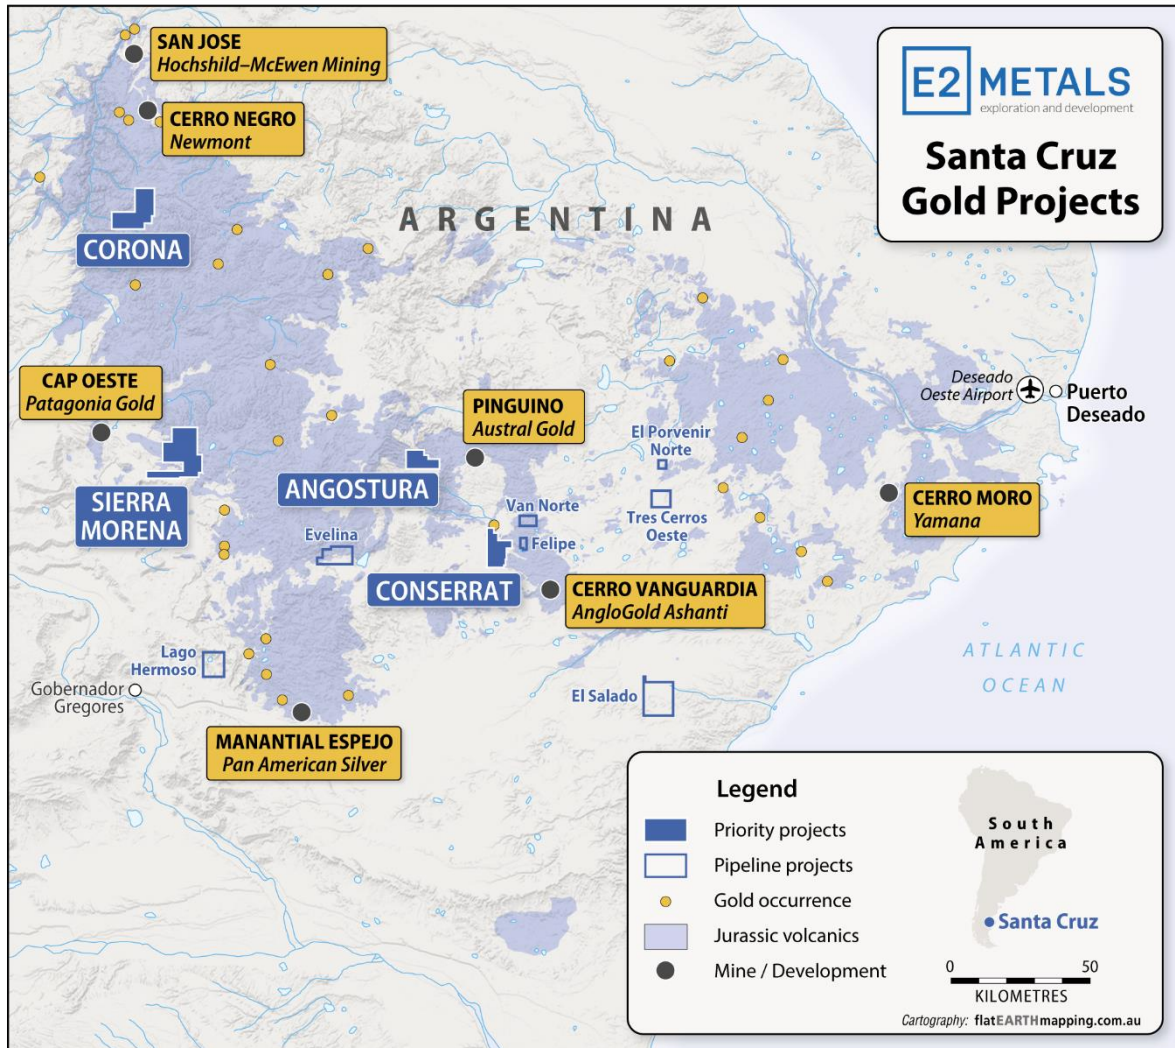 SAN JOSE
Hochshild–McEwen Mining
CERRO NEGRO
Newmont
E2 METALS
exploration and development
Santa Cruz
Gold Projects
ARGENTINA
CORONA
CAP OESTE
Patagonia Gold
PINGUINO
Austral Gold
Deseado
Oeste Airport
Puerto
Deseado
El Porvenir
Norte
SIERRA
MORENA
ANGOSTURA
Van Norte
Tres Cerros
Oeste
CERRO MORO
Yamana
Evelina
Felipe
CONSERRAT
CERRO VANGUARDIA
AngloGold Ashanti
Lago
Hermoso
Gobernador
Gregores
El Salado
ATLANTIC
OCEAN
MANANTIAL ESPEJO
Pan American Silver
Legend
Priority projects
Pipeline projects
Gold occurrence
Jurassic volcanics
Mine / Development
South
America
Santa Cruz
0 50
KILOMETRES
Cartography: flatEARTHmapping.com.au